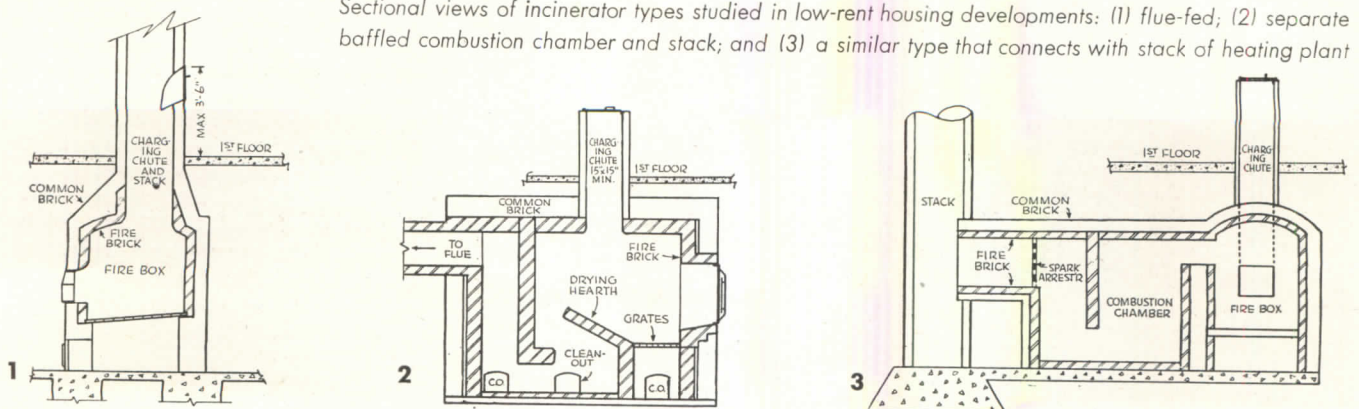 Sectional views of incinerator types studied in low-rent housing developments: (1) flue-fed; (2) separate
baffled combustion chamber and stack; and (3) a similar type that connects with stack of heating plant
MAX 3'-6"
CHARG-
ING
CHUTE
AND
STACK
1ST FLOOR
COMMON
BRICK
FIRE
BRICK
FIRE BOX
1
CHARG-
ING
CHUTE
15"x15"
MIN.
1ST FLOOR
COMMON
BRICK
TO
FLUE
FIRE
BRICK
DRYING
HEARTH
GRATES
CLEAN-
OUT
C.O.
C.O.
2
STACK
1ST FLOOR
CHARG-
ING
CHUTE
COMMON
BRICK
FIRE
BRICK
SPARK
ARRESTR
COMBUSTION
CHAMBER
FIRE BOX
3